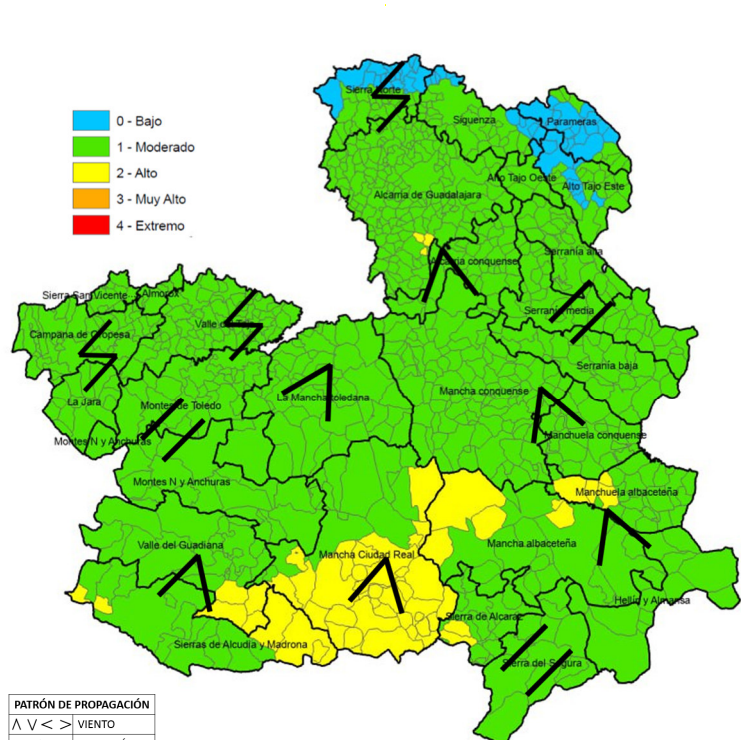 0 - Bajo
1 - Moderado
2 - Alto
3 - Muy Alto
4 - Extremo
Sierra Norte
Sigüenza
Parameras
Alto Tajo Oeste
Alto Tajo Este
Alcarria de Guadalajara
Serranía alta
Alcarria conquense
Sierra San Vicente
Almorox
Serranía media
Valle del Tajo
Campana de Oropesa
Serranía baja
La Jara
La Mancha toledana
Mancha conquense
Montes de Toledo
Montes N y Anchuras
Manchuela conquense
Montes N y Anchuras
Manchuela albaceteña
Valle del Guadiana
Mancha albaceteña
Mancha Ciudad Real
Hellín y Almansa
Sierra de Alcaraz
Sierras de Alcudia y Madrona
Sierra del Segura
PATRÓN DE PROPAGACIÓN
Λ V < > VIENTO